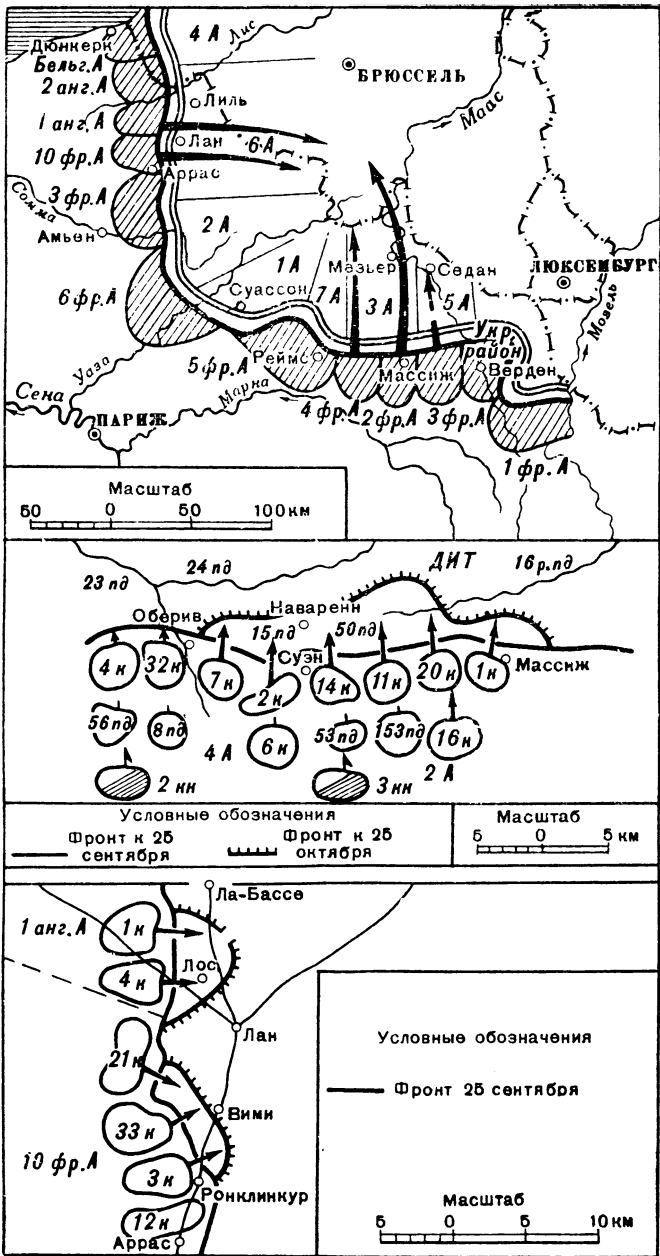 4 А
Лис
Дюнкерк
Бельг.А
2 анг.А
БРЮССЕЛЬ
Лиль
Маас
1 анг.А
Лан
6 А
10 фр.А
Аррас
3 фр.А
Сомма
Амьен
2 А
1 А
Мезьер
Седан
ЛЮКСЕМБУРГ
6 фр.А
Суассон
7 А
3 А
5 А
Мозель
Укр.
район
Уаза
5 фр.А
Реймс
Массиж
Верден
Сена
Марна
ПАРИЖ
4 фр.А
2 фр.А
3 фр.А
1 фр.А
Масштаб
50 0 50 100 км
23 пд
24 пд
ДИТ
16 р.пд
Оберив
Наваренн
15 пд
50 пд
Суэн
Массиж
4 к
32 к
7 к
2 к
14 к
11 к
20 к
1 к
56 пд
8 пд
4 А
6 к
53 пд
153 пд
16 к
2 кн
3 кн
2 А
Условные обозначения
Фронт к 25
сентября
Фронт к 25
октября
Масштаб
5 0 5 км
Ла-Бассе
1 анг.А
1 к
4 к
Лос
Лан
21 к
Условные обозначения
Фронт 25 сентября
Вими
33 к
10 фр.А
3 к
Ронклинкур
12 к
Аррас
Масштаб
5 0 5 10 км